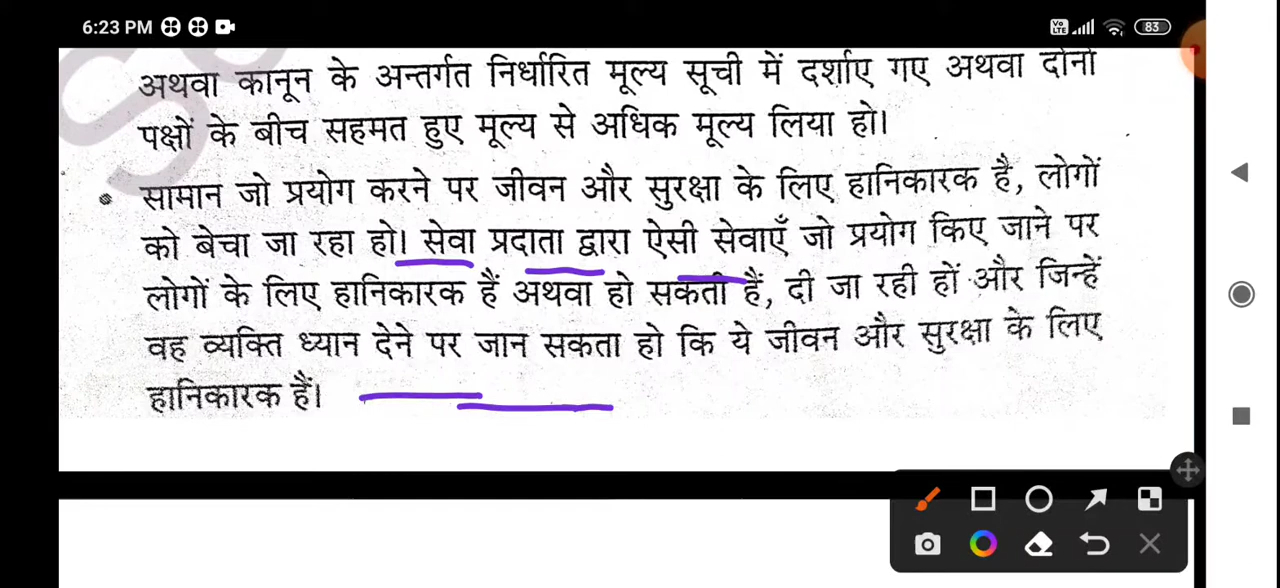 6:23 PM
Vo LTE 83
अथवा कानून के अन्तर्गत निर्धारित मूल्य सूची में दर्शाए गए अथवा दोनों
पक्षों के बीच सहमत हुए मूल्य से अधिक मूल्य लिया हो।
सामान जो प्रयोग करने पर जीवन और सुरक्षा के लिए हानिकारक है, लोगों
को बेचा जा रहा हो। सेवा प्रदाता द्वारा ऐसी सेवाएँ जो प्रयोग किए जाने पर
लोगों के लिए हानिकारक हैं अथवा हो सकती हैं, दी जा रही हों और जिन्हें
वह व्यक्ति ध्यान देने पर जान सकता हो कि ये जीवन और सुरक्षा के लिए
हानिकारक हैं।